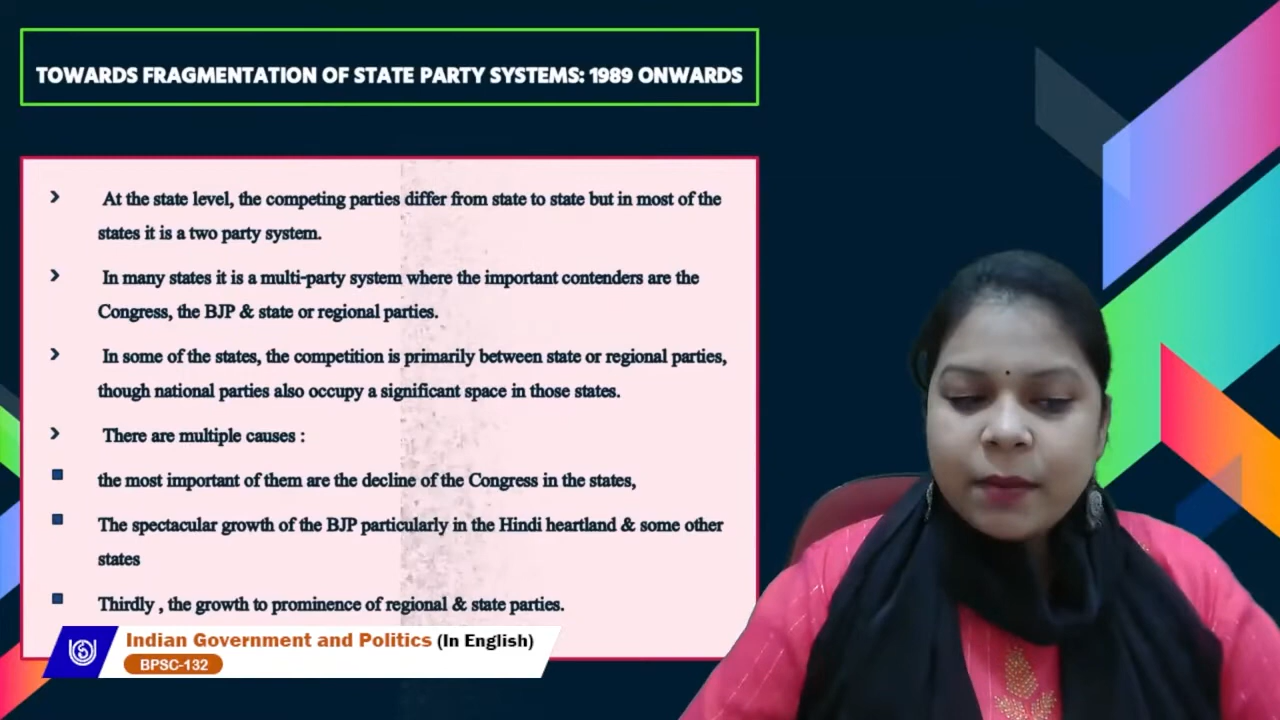 TOWARDS FRAGMENTATION OF STATE PARTY SYSTEMS: 1989 ONWARDS
At the state level, the competing parties differ from state to state but in most of the
states it is a two party system.
In many states it is a multi-party system where the important contenders are the
Congress, the BJP & state or regional parties.
In some of the states, the competition is primarily between state or regional parties,
though national parties also occupy a significant space in those states.
There are multiple causes :
the most important of them are the decline of the Congress in the states,
The spectacular growth of the BJP particularly in the Hindi heartland & some other
states
Thirdly , the growth to prominence of regional & state parties.
Indian Government and Politics (In English)
BPSC-132